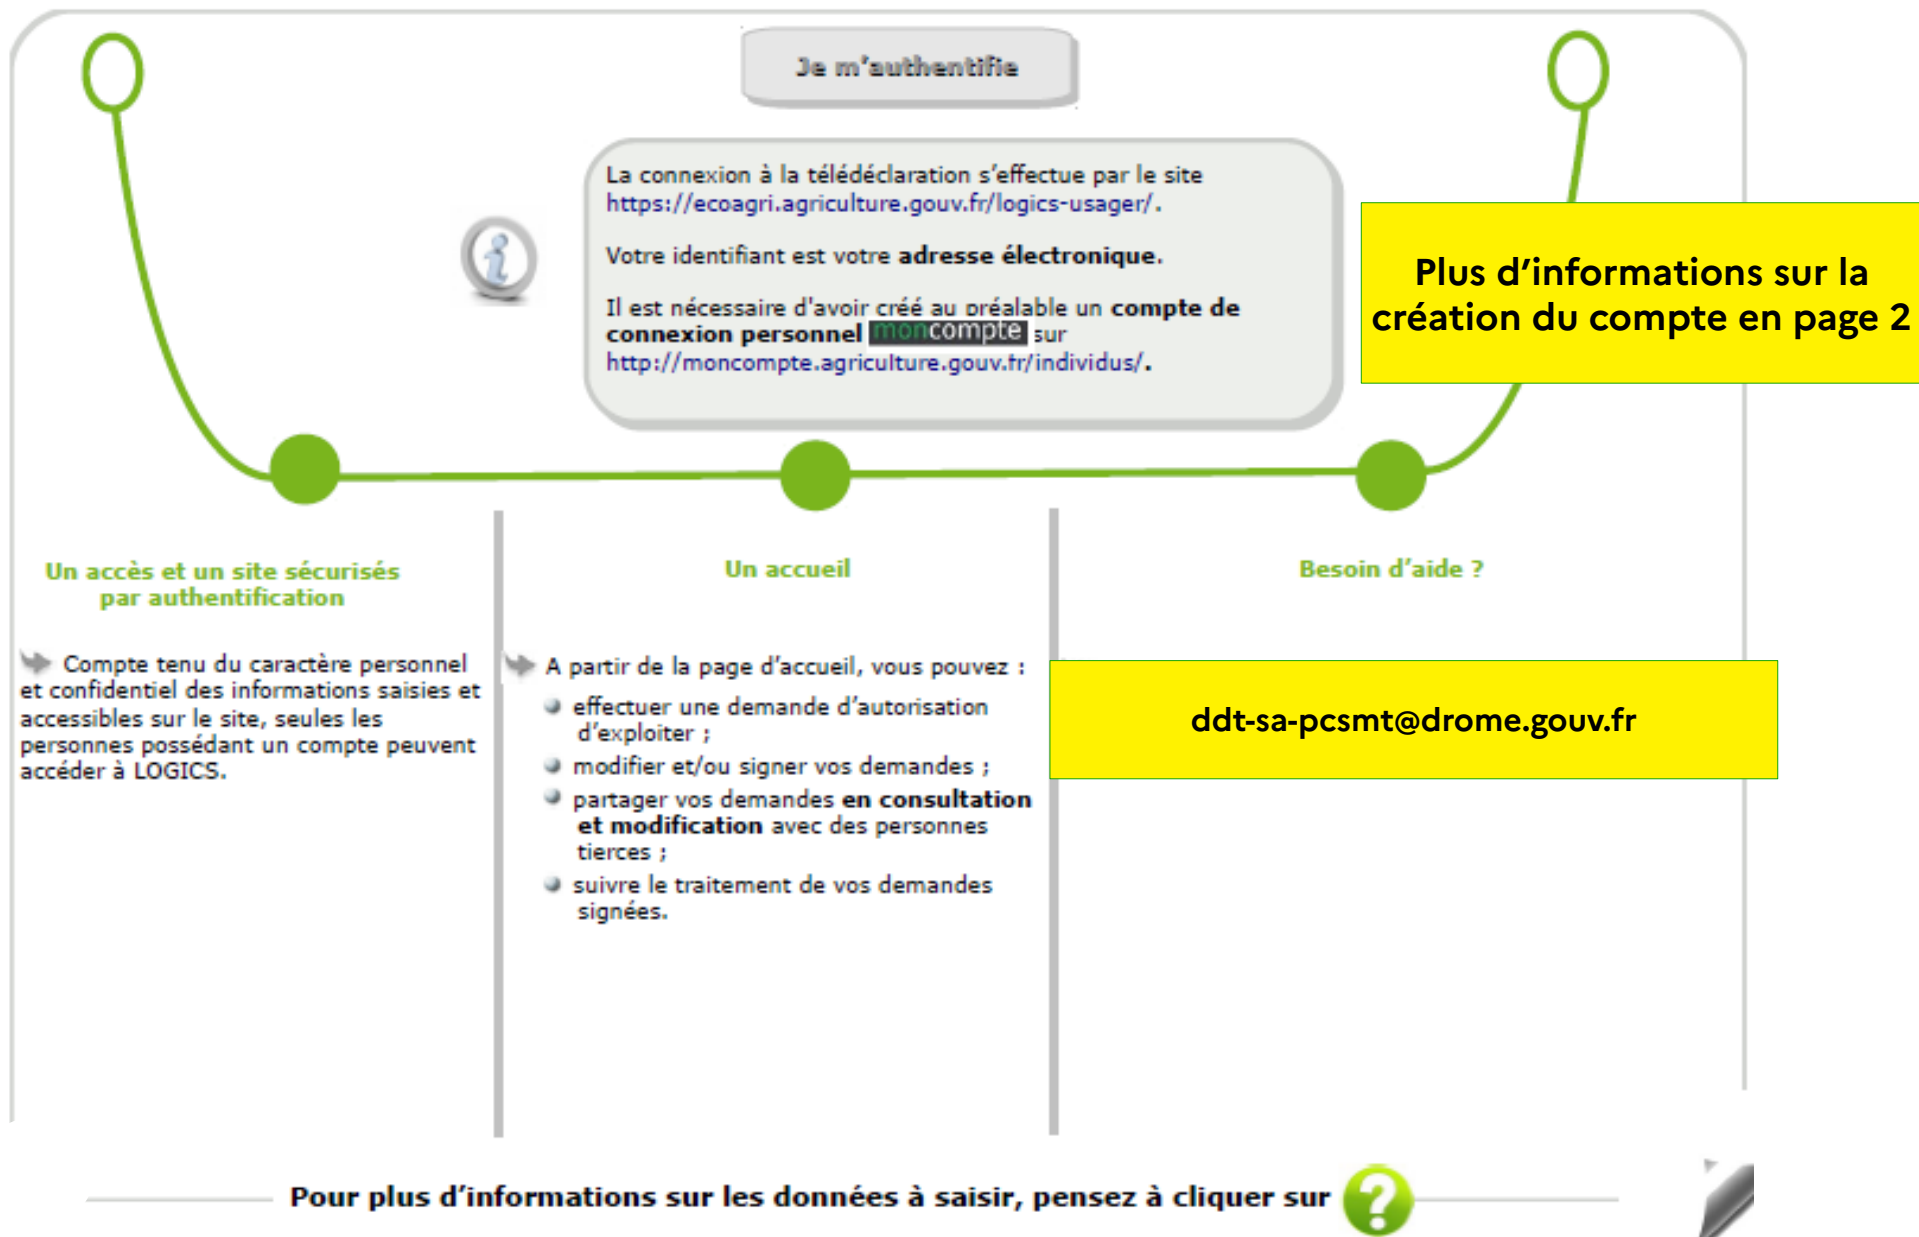 Je m'authentifie
La connexion à la télédéclaration s'effectue par le site
https://ecoagri.agriculture.gouv.fr/logics-usager/.
Votre identifiant est votre adresse électronique.
Il est nécessaire d'avoir créé au préalable un compte de
connexion personnel moncompte sur
http://moncompte.agriculture.gouv.fr/individus/.
Plus d'informations sur la
création du compte en page 2
Un accès et un site sécurisés
par authentification
Compte tenu du caractère personnel
et confidentiel des informations saisies et
accessibles sur le site, seules les
personnes possédant un compte peuvent
accéder à LOGICS.
Un accueil
A partir de la page d'accueil, vous pouvez :
effectuer une demande d'autorisation
d'exploiter ;
modifier et/ou signer vos demandes ;
partager vos demandes en consultation
et modification avec des personnes
tierces ;
suivre le traitement de vos demandes
signées.
Besoin d'aide ?
ddt-sa-pcsmt@drome.gouv.fr
Pour plus d'informations sur les données à saisir, pensez à cliquer sur ?